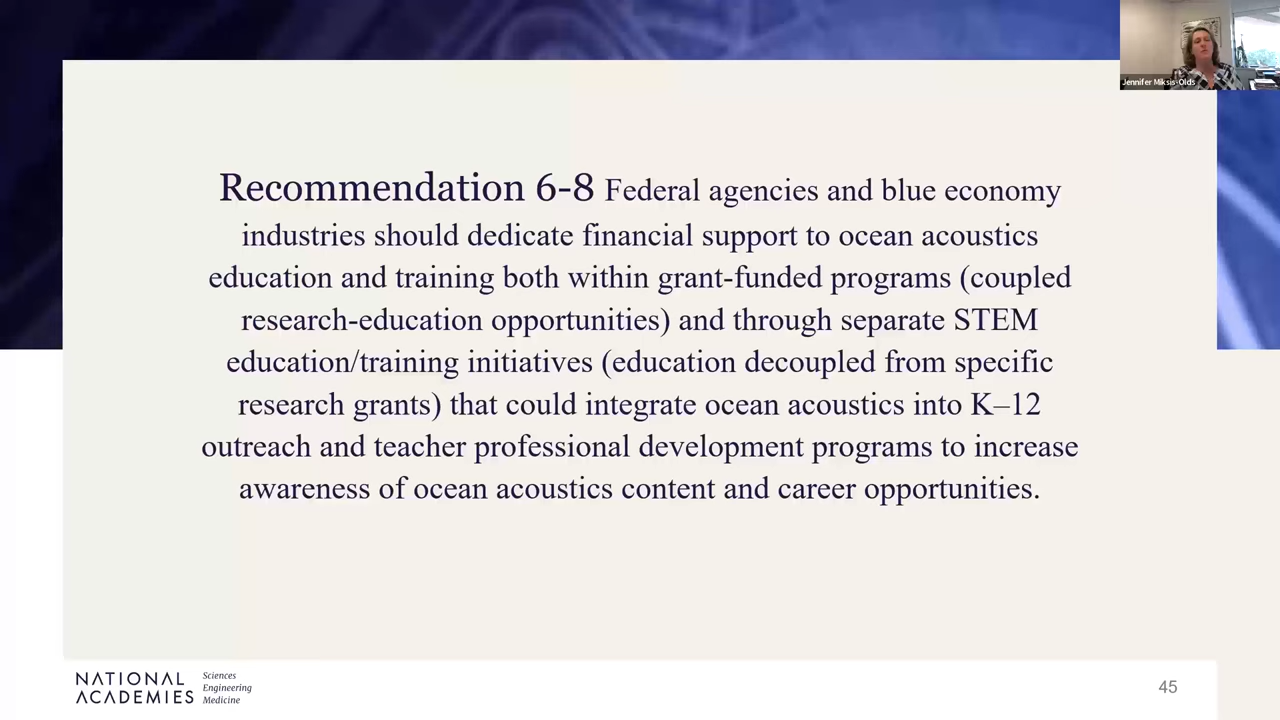 Jennifer Miksis-Olds
Recommendation 6-8 Federal agencies and blue economy
industries should dedicate financial support to ocean acoustics
education and training both within grant-funded programs (coupled
research-education opportunities) and through separate STEM
education/training initiatives (education decoupled from specific
research grants) that could integrate ocean acoustics into K–12
outreach and teacher professional development programs to increase
awareness of ocean acoustics content and career opportunities.
NATIONAL
ACADEMIES
Sciences
Engineering
Medicine
45